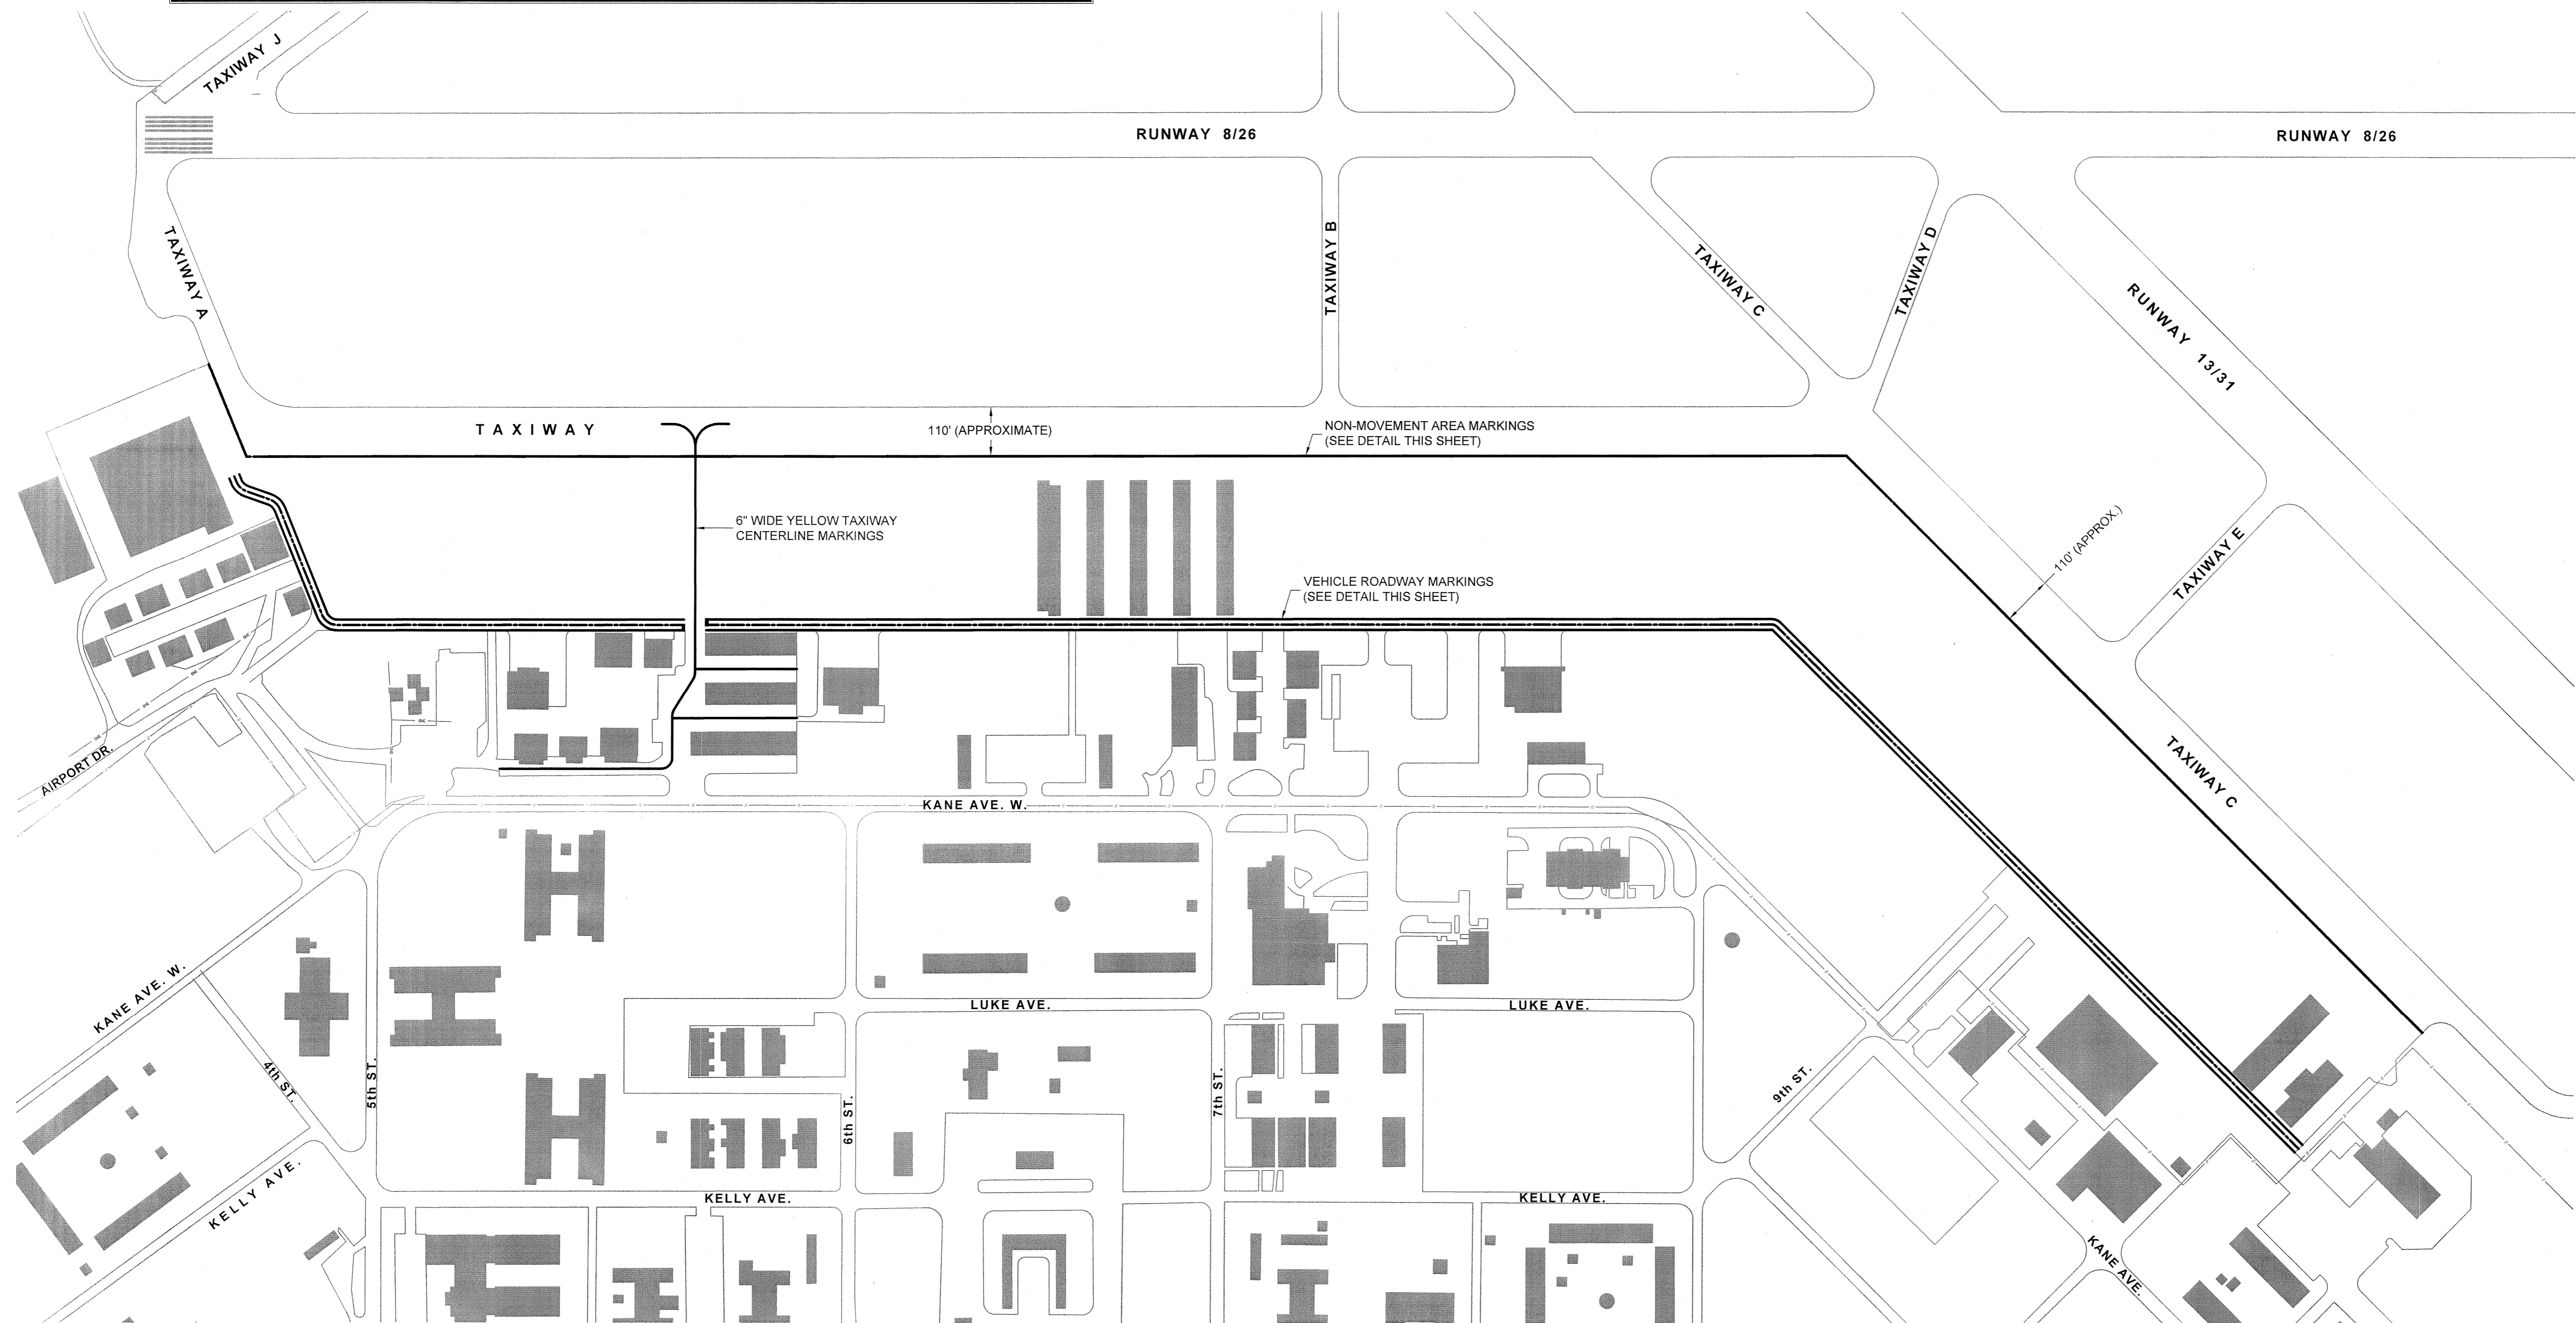 TAXIWAY J
RUNWAY 8/26
RUNWAY 8/26
TAXIWAY A
TAXIWAY B
TAXIWAY C
TAXIWAY D
RUNWAY 13/31
TAXIWAY
110' (APPROXIMATE)
NON-MOVEMENT AREA MARKINGS
(SEE DETAIL THIS SHEET)
6" WIDE YELLOW TAXIWAY
CENTERLINE MARKINGS
110' (APPROX.)
TAXIWAY E
VEHICLE ROADWAY MARKINGS
(SEE DETAIL THIS SHEET)
AIRPORT DR.
TAXIWAY C
KANE AVE. W.
KANE AVE. W.
LUKE AVE.
LUKE AVE.
4th ST.
5th ST.
6th ST.
7th ST.
9th ST.
KELLY AVE.
KELLY AVE.
KELLY AVE.
KANE AVE.